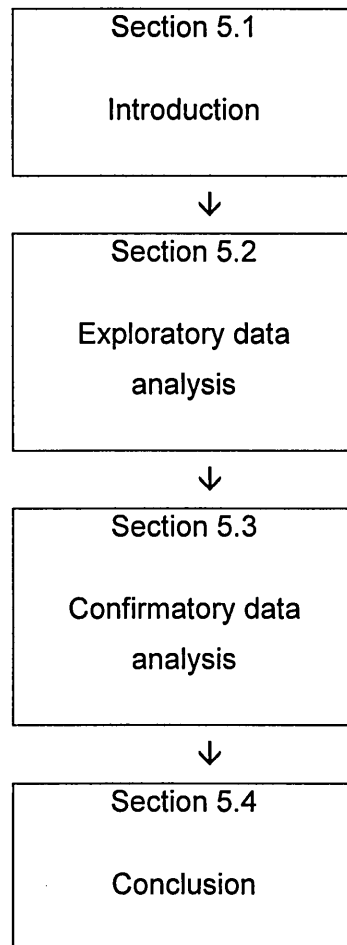 Section 5.1
Introduction
↓
Section 5.2
Exploratory data
analysis
↓
Section 5.3
Confirmatory data
analysis
↓
Section 5.4
Conclusion